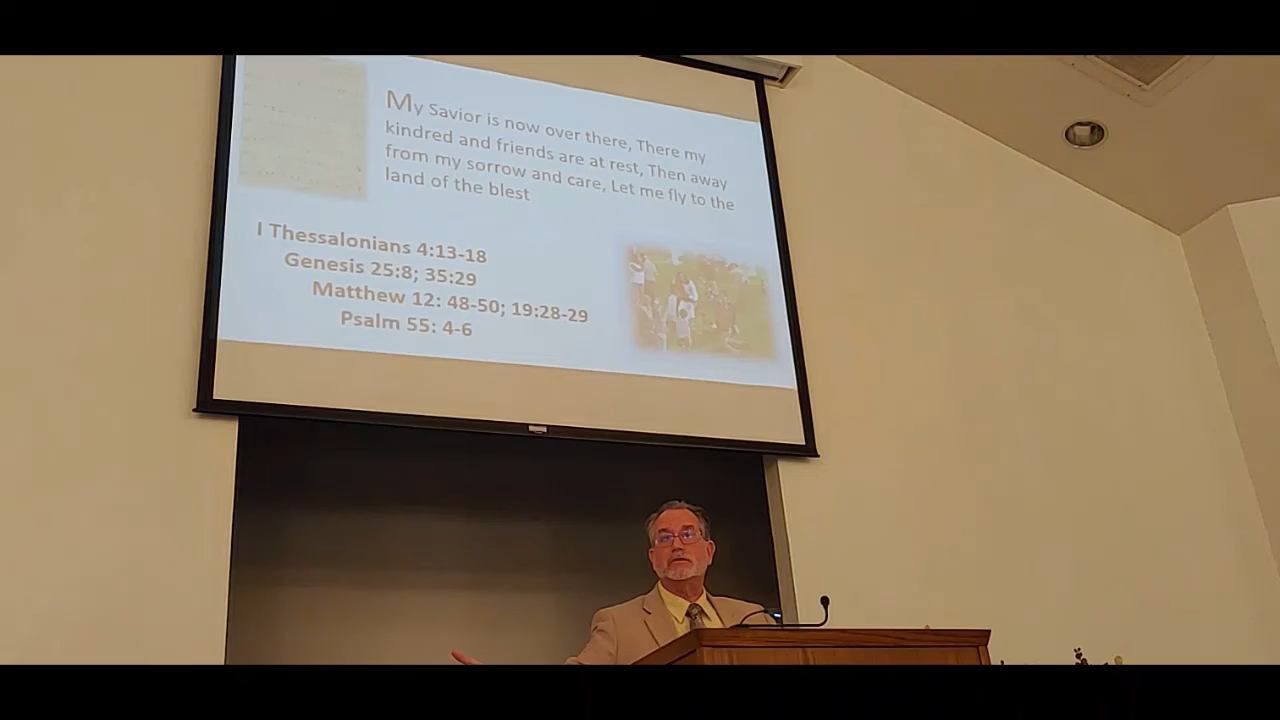 My Savior is now over there, There my
kindred and friends are at rest, Then away
from my sorrow and care, Let me fly to the
land of the blest
I Thessalonians 4:13-18
Genesis 25:8; 35:29
Matthew 12: 48-50; 19:28-29
Psalm 55: 4-6